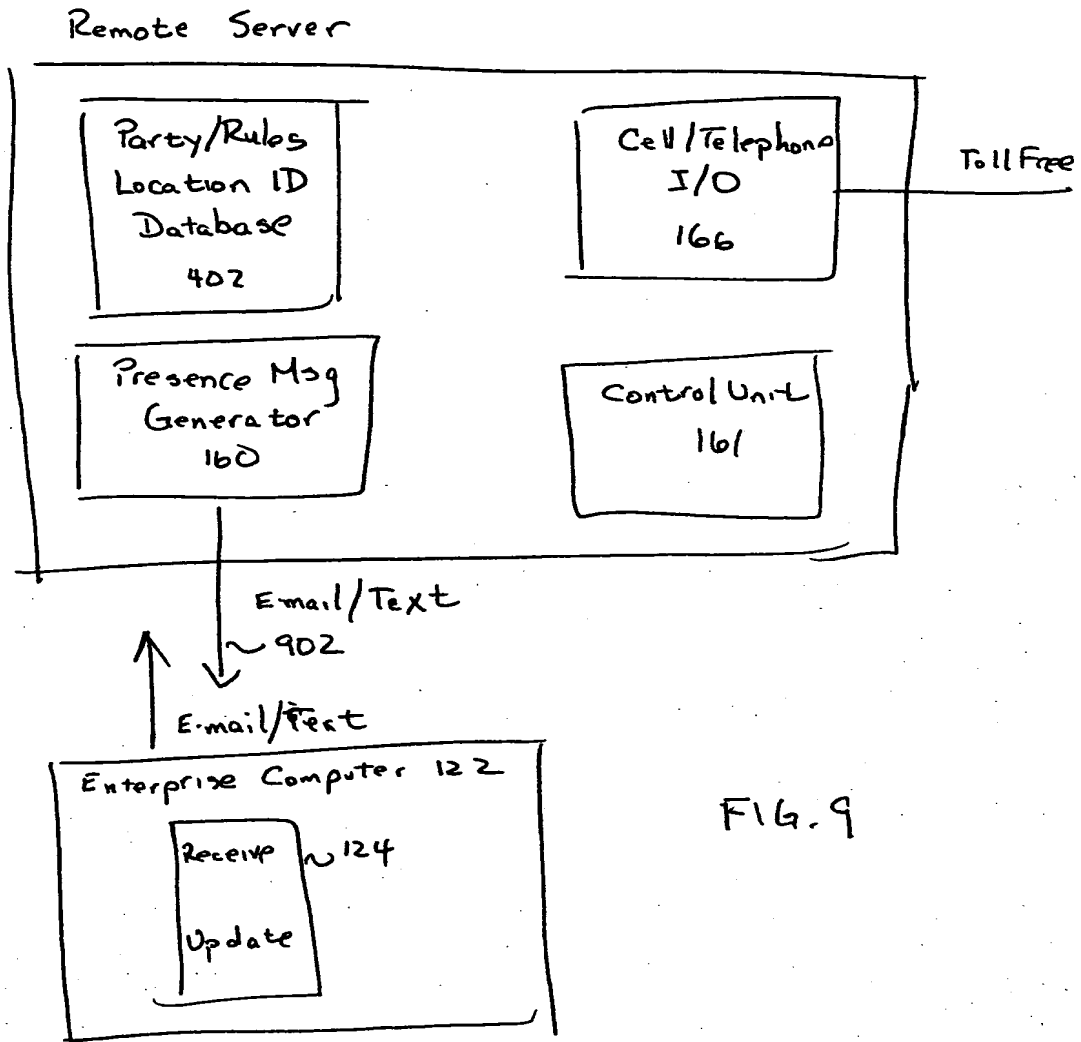 Remote Server
Party/Rules
Location ID
Database
402
Cell/Telephone
I/O
166
Toll Free
Presence Msg
Generator
160
Control Unit
161
Email/Text
~902
E-mail/Text
Enterprise Computer 122
Receive
~124
Update
FIG. 9